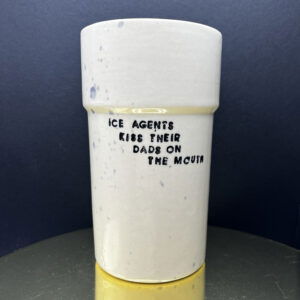 ICE AGENTS
KISS THEIR
DADS ON
THE MOUTH